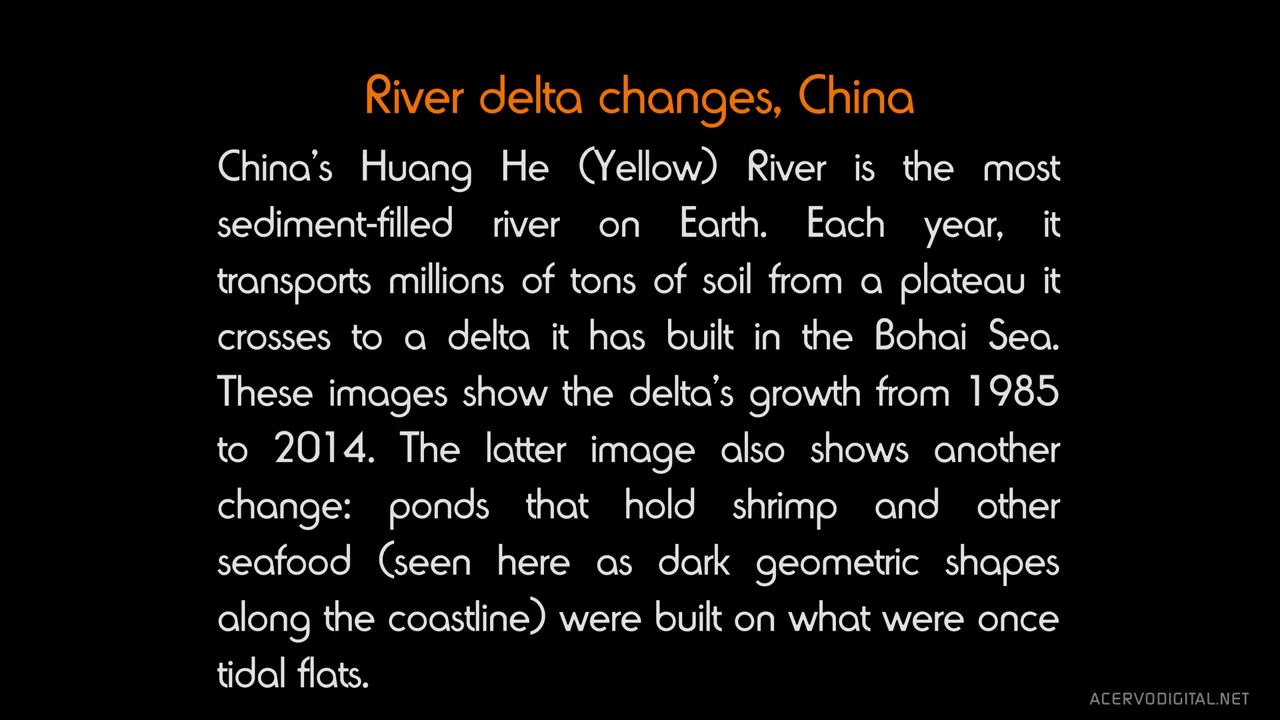 River delta changes, China
China’s Huang He (Yellow) River is the most
sediment-filled river on Earth. Each year, it
transports millions of tons of soil from a plateau it
crosses to a delta it has built in the Bohai Sea.
These images show the delta’s growth from 1985
to 2014. The latter image also shows another
change: ponds that hold shrimp and other
seafood (seen here as dark geometric shapes
along the coastline) were built on what were once
tidal flats.
ACERVODIGITAL.NET